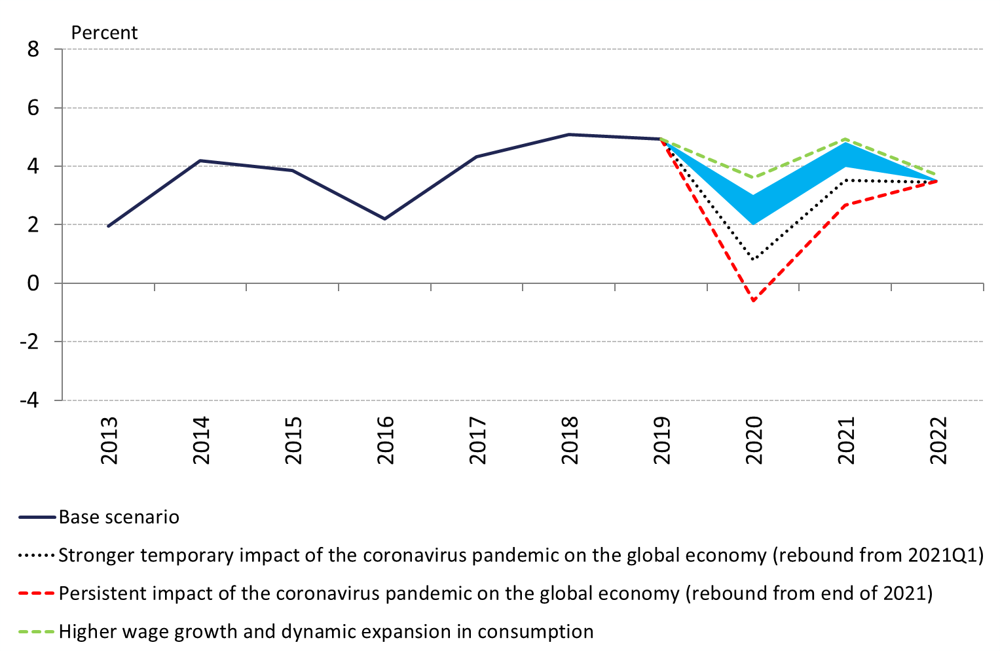 Percent
8
6
4
2
0
-2
-4
2013 2014 2015 2016 2017 2018 2019 2020 2021 2022
Base scenario
Stronger temporary impact of the coronavirus pandemic on the global economy (rebound from 2021Q1)
Persistent impact of the coronavirus pandemic on the global economy (rebound from end of 2021)
Higher wage growth and dynamic expansion in consumption